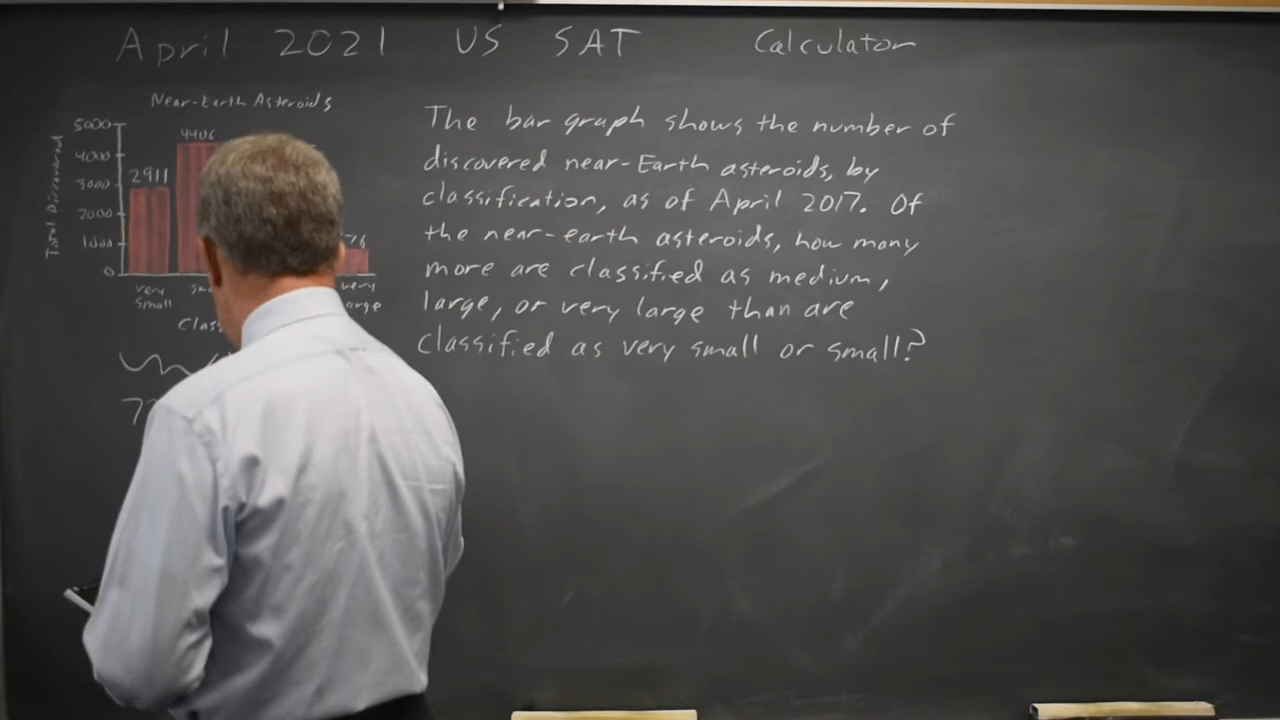 April 2021 US SAT Calculator
Near-Earth Asteroids
Total Discovered
5000
4000
3000
2000
1000
0
2911
4406
very
small
very
The bar graph shows the number of
discovered near-Earth asteroids, by
classification, as of April 2017. Of
the near-earth asteroids, how many
more are classified as medium,
large, or very large than are
classified as very small or small?